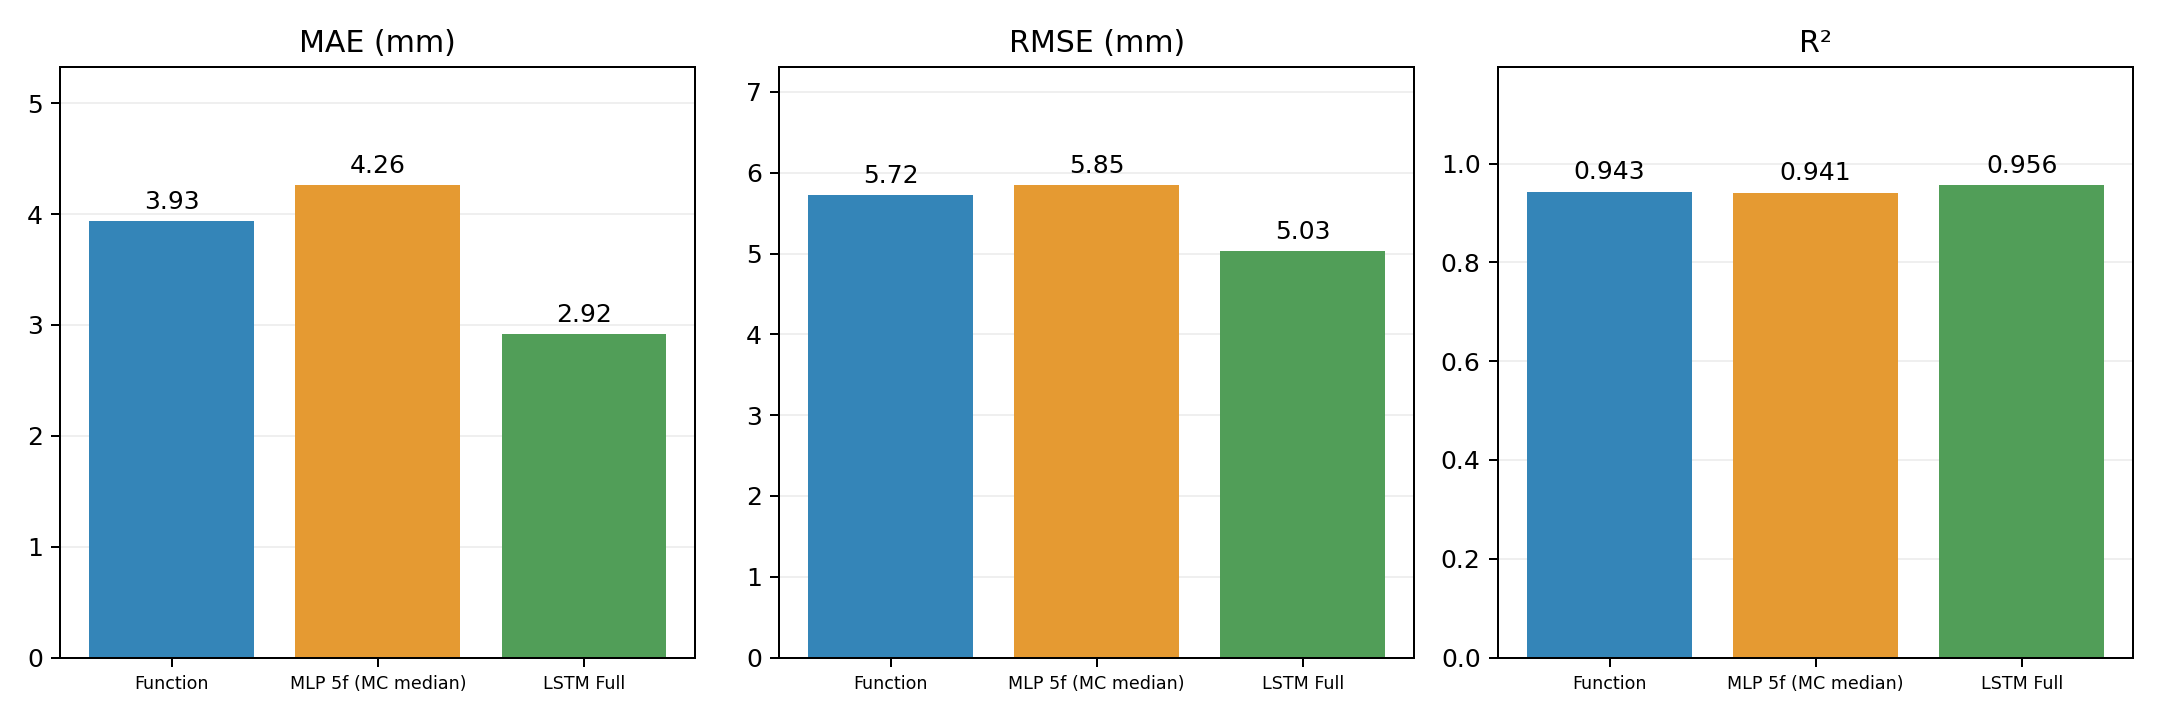 MAE (mm)
5
4
3
2
1
0
3.93
4.26
2.92
Function
MLP 5f (MC median)
LSTM Full
RMSE (mm)
7
6
5
4
3
2
1
0
5.72
5.85
5.03
Function
MLP 5f (MC median)
LSTM Full
R²
1.0
0.8
0.6
0.4
0.2
0.0
0.943
0.941
0.956
Function
MLP 5f (MC median)
LSTM Full